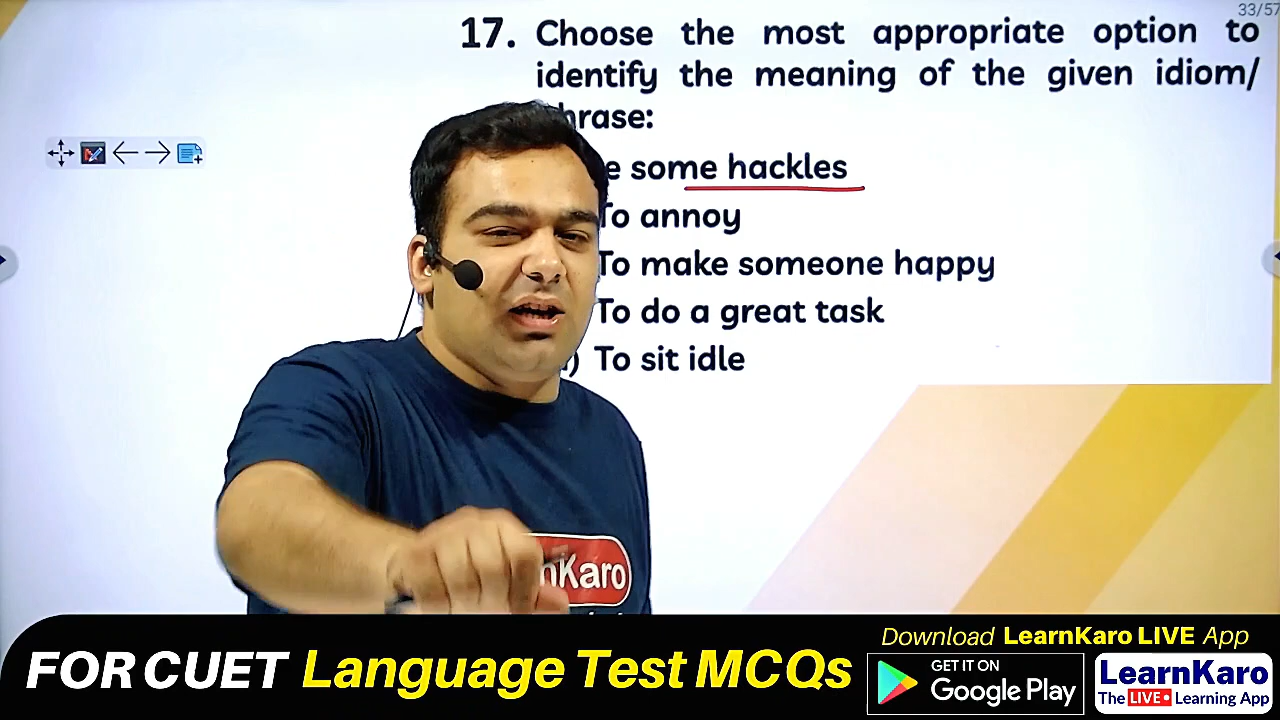 33/57
17. Choose the most appropriate option to
identify the meaning of the given idiom/
phrase:
e some hackles
To annoy
To make someone happy
To do a great task
) To sit idle
nKaro
FOR CUET Language Test MCQs
Download LearnKaro LIVE App
GET IT ON
Google Play
LearnKaro
The LIVE Learning App